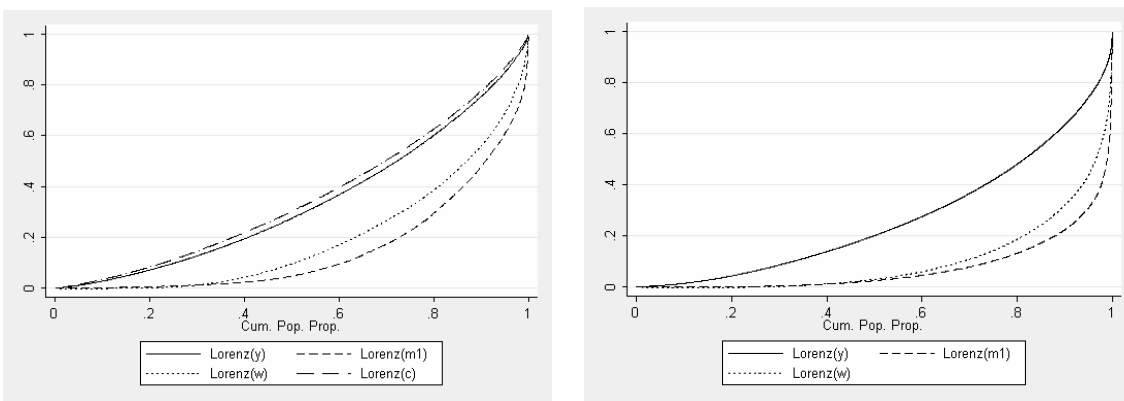 1
.8
.6
.4
.2
0
0 .2 .4 .6 .8 1
Cum. Pop. Prop.
Lorenz(y) Lorenz(m1)
Lorenz(w) Lorenz(c)
1
.8
.6
.4
.2
0
0 .2 .4 .6 .8 1
Cum. Pop. Prop.
Lorenz(y) Lorenz(m1)
Lorenz(w)